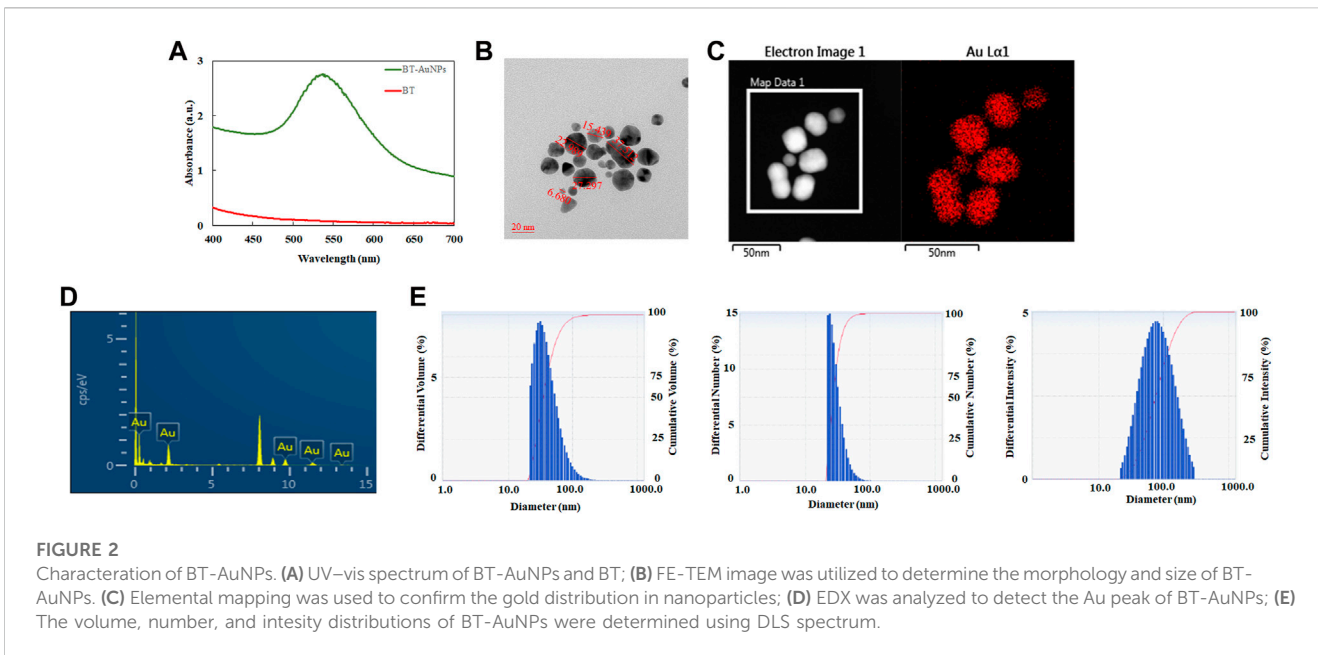 A
3
2
1
0
Absorbance (a.u.)
BT-AuNPs
BT
400 450 500 550 600 650 700
Wavelength (nm)
B
15.439
27.297
6.680
20 nm
C
Electron Image 1
Au Lα1
Map Data 1
50nm
50nm
D
cps/eV
5
0
Au
Au
Au
Au
Au
0 5 10 15
E
Differential Volume (%)
5
0
100
75
50
25
0
Cumulative Volume (%)
1.0 10.0 100.0 1000.0
Diameter (nm)
Differential Number (%)
15
10
5
0
100
75
50
25
0
Cumulative Number (%)
1.0 10.0 100.0 1000.0
Diameter (nm)
Differential Intensity (%)
5
0
100
75
50
25
0
Cumulative Intensity (%)
10.0 100.0 1000.0
Diameter (nm)
FIGURE 2
Characteration of BT-AuNPs. (A) UV–vis spectrum of BT-AuNPs and BT; (B) FE-TEM image was utilized to determine the morphology and size of BT-
AuNPs. (C) Elemental mapping was used to confirm the gold distribution in nanoparticles; (D) EDX was analyzed to detect the Au peak of BT-AuNPs; (E)
The volume, number, and intesity distributions of BT-AuNPs were determined using DLS spectrum.